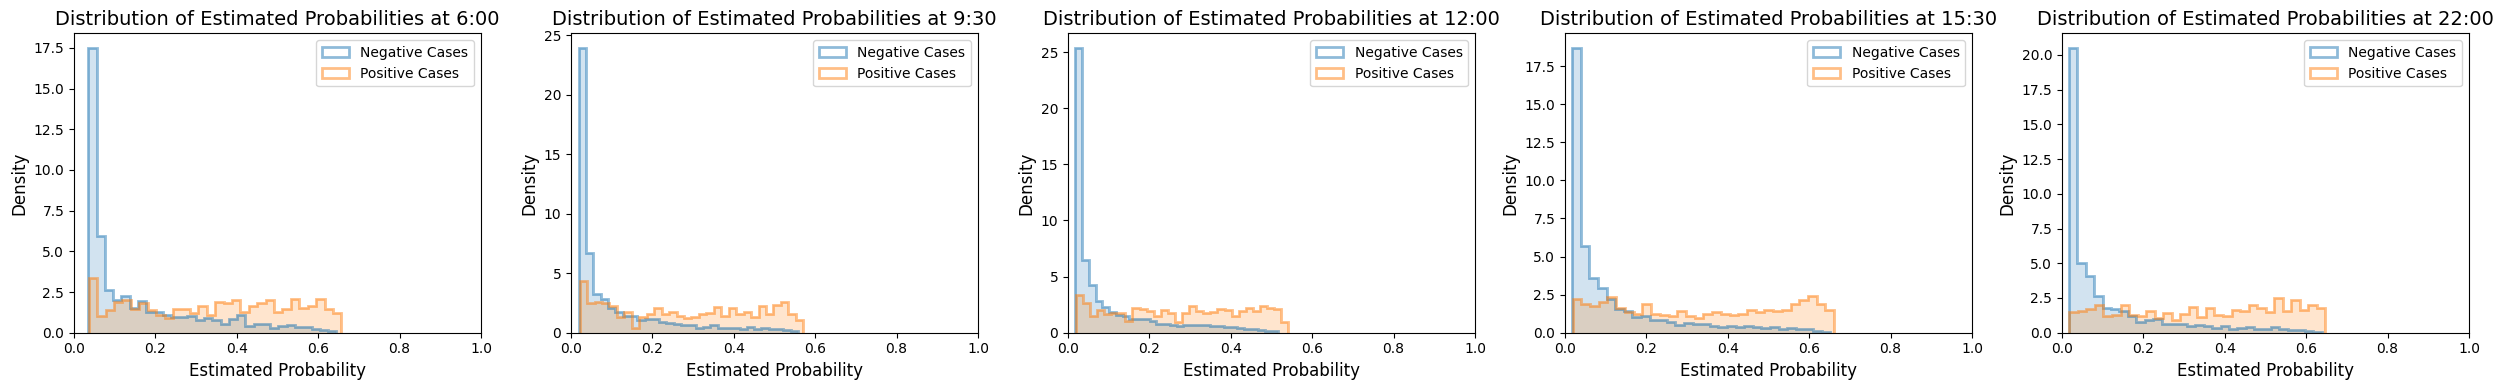 Distribution of Estimated Probabilities at 6:00
17.5
15.0
12.5
10.0
7.5
5.0
2.5
0.0
Density
Negative Cases
Positive Cases
0.0 0.2 0.4 0.6 0.8 1.0
Estimated Probability
Distribution of Estimated Probabilities at 9:30
25
20
15
10
5
0
Density
Negative Cases
Positive Cases
0.0 0.2 0.4 0.6 0.8 1.0
Estimated Probability
Distribution of Estimated Probabilities at 12:00
25
20
15
10
5
0
Density
Negative Cases
Positive Cases
0.0 0.2 0.4 0.6 0.8 1.0
Estimated Probability
Distribution of Estimated Probabilities at 15:30
17.5
15.0
12.5
10.0
7.5
5.0
2.5
0.0
Density
Negative Cases
Positive Cases
0.0 0.2 0.4 0.6 0.8 1.0
Estimated Probability
Distribution of Estimated Probabilities at 22:00
20.0
17.5
15.0
12.5
10.0
7.5
5.0
2.5
0.0
Density
Negative Cases
Positive Cases
0.0 0.2 0.4 0.6 0.8 1.0
Estimated Probability